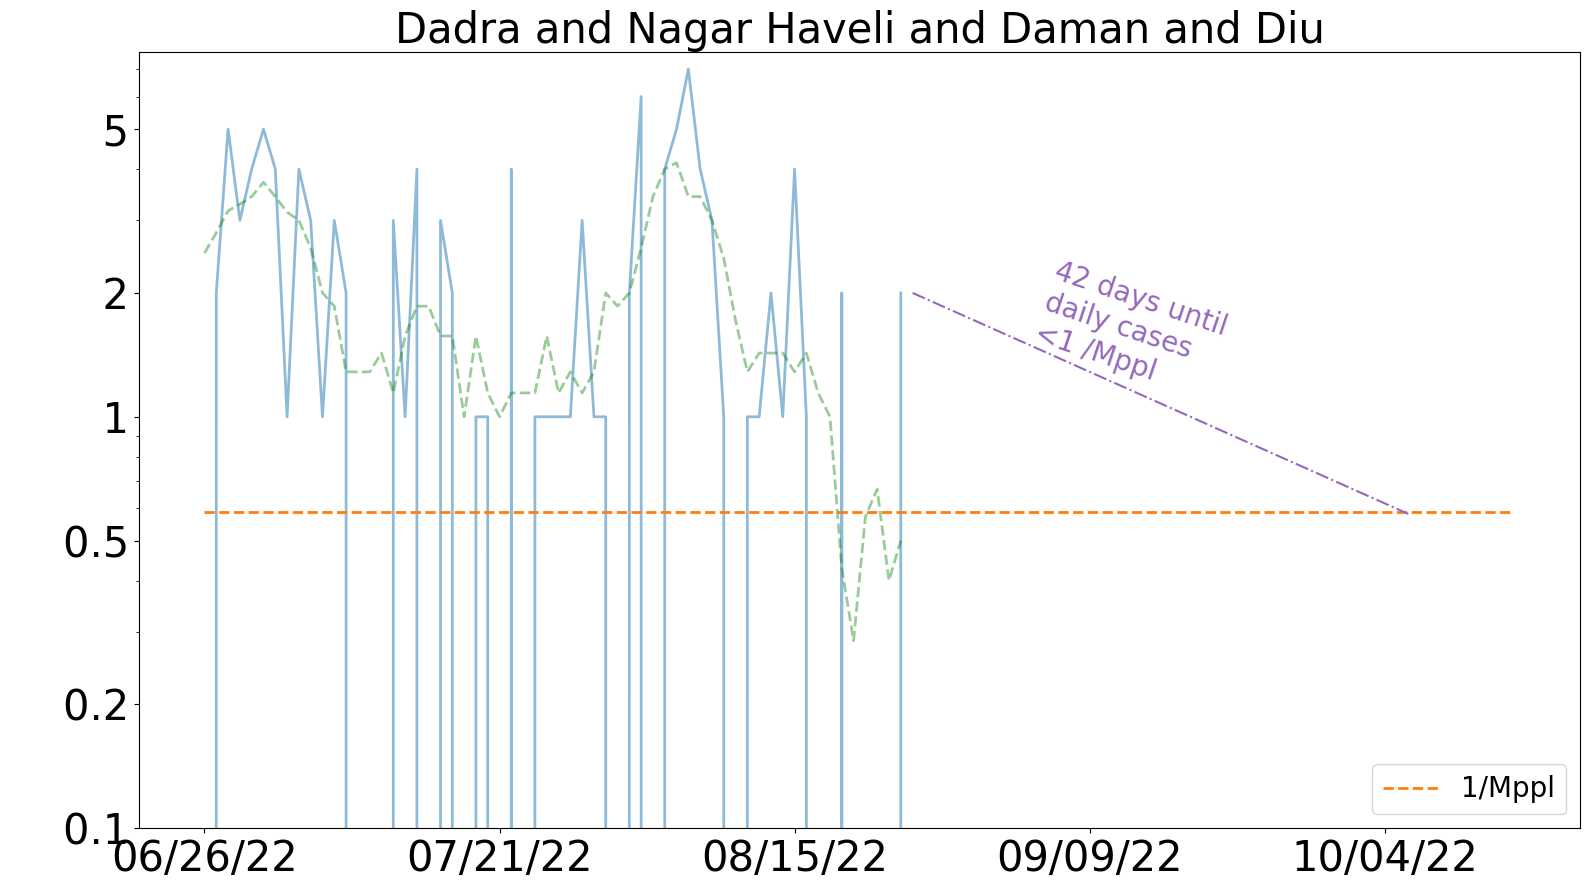 Dadra and Nagar Haveli and Daman and Diu
5
2
1
0.5
0.2
0.1
42 days until
daily cases
<1 /Mppl
1/Mppl
06/26/22
07/21/22
08/15/22
09/09/22
10/04/22